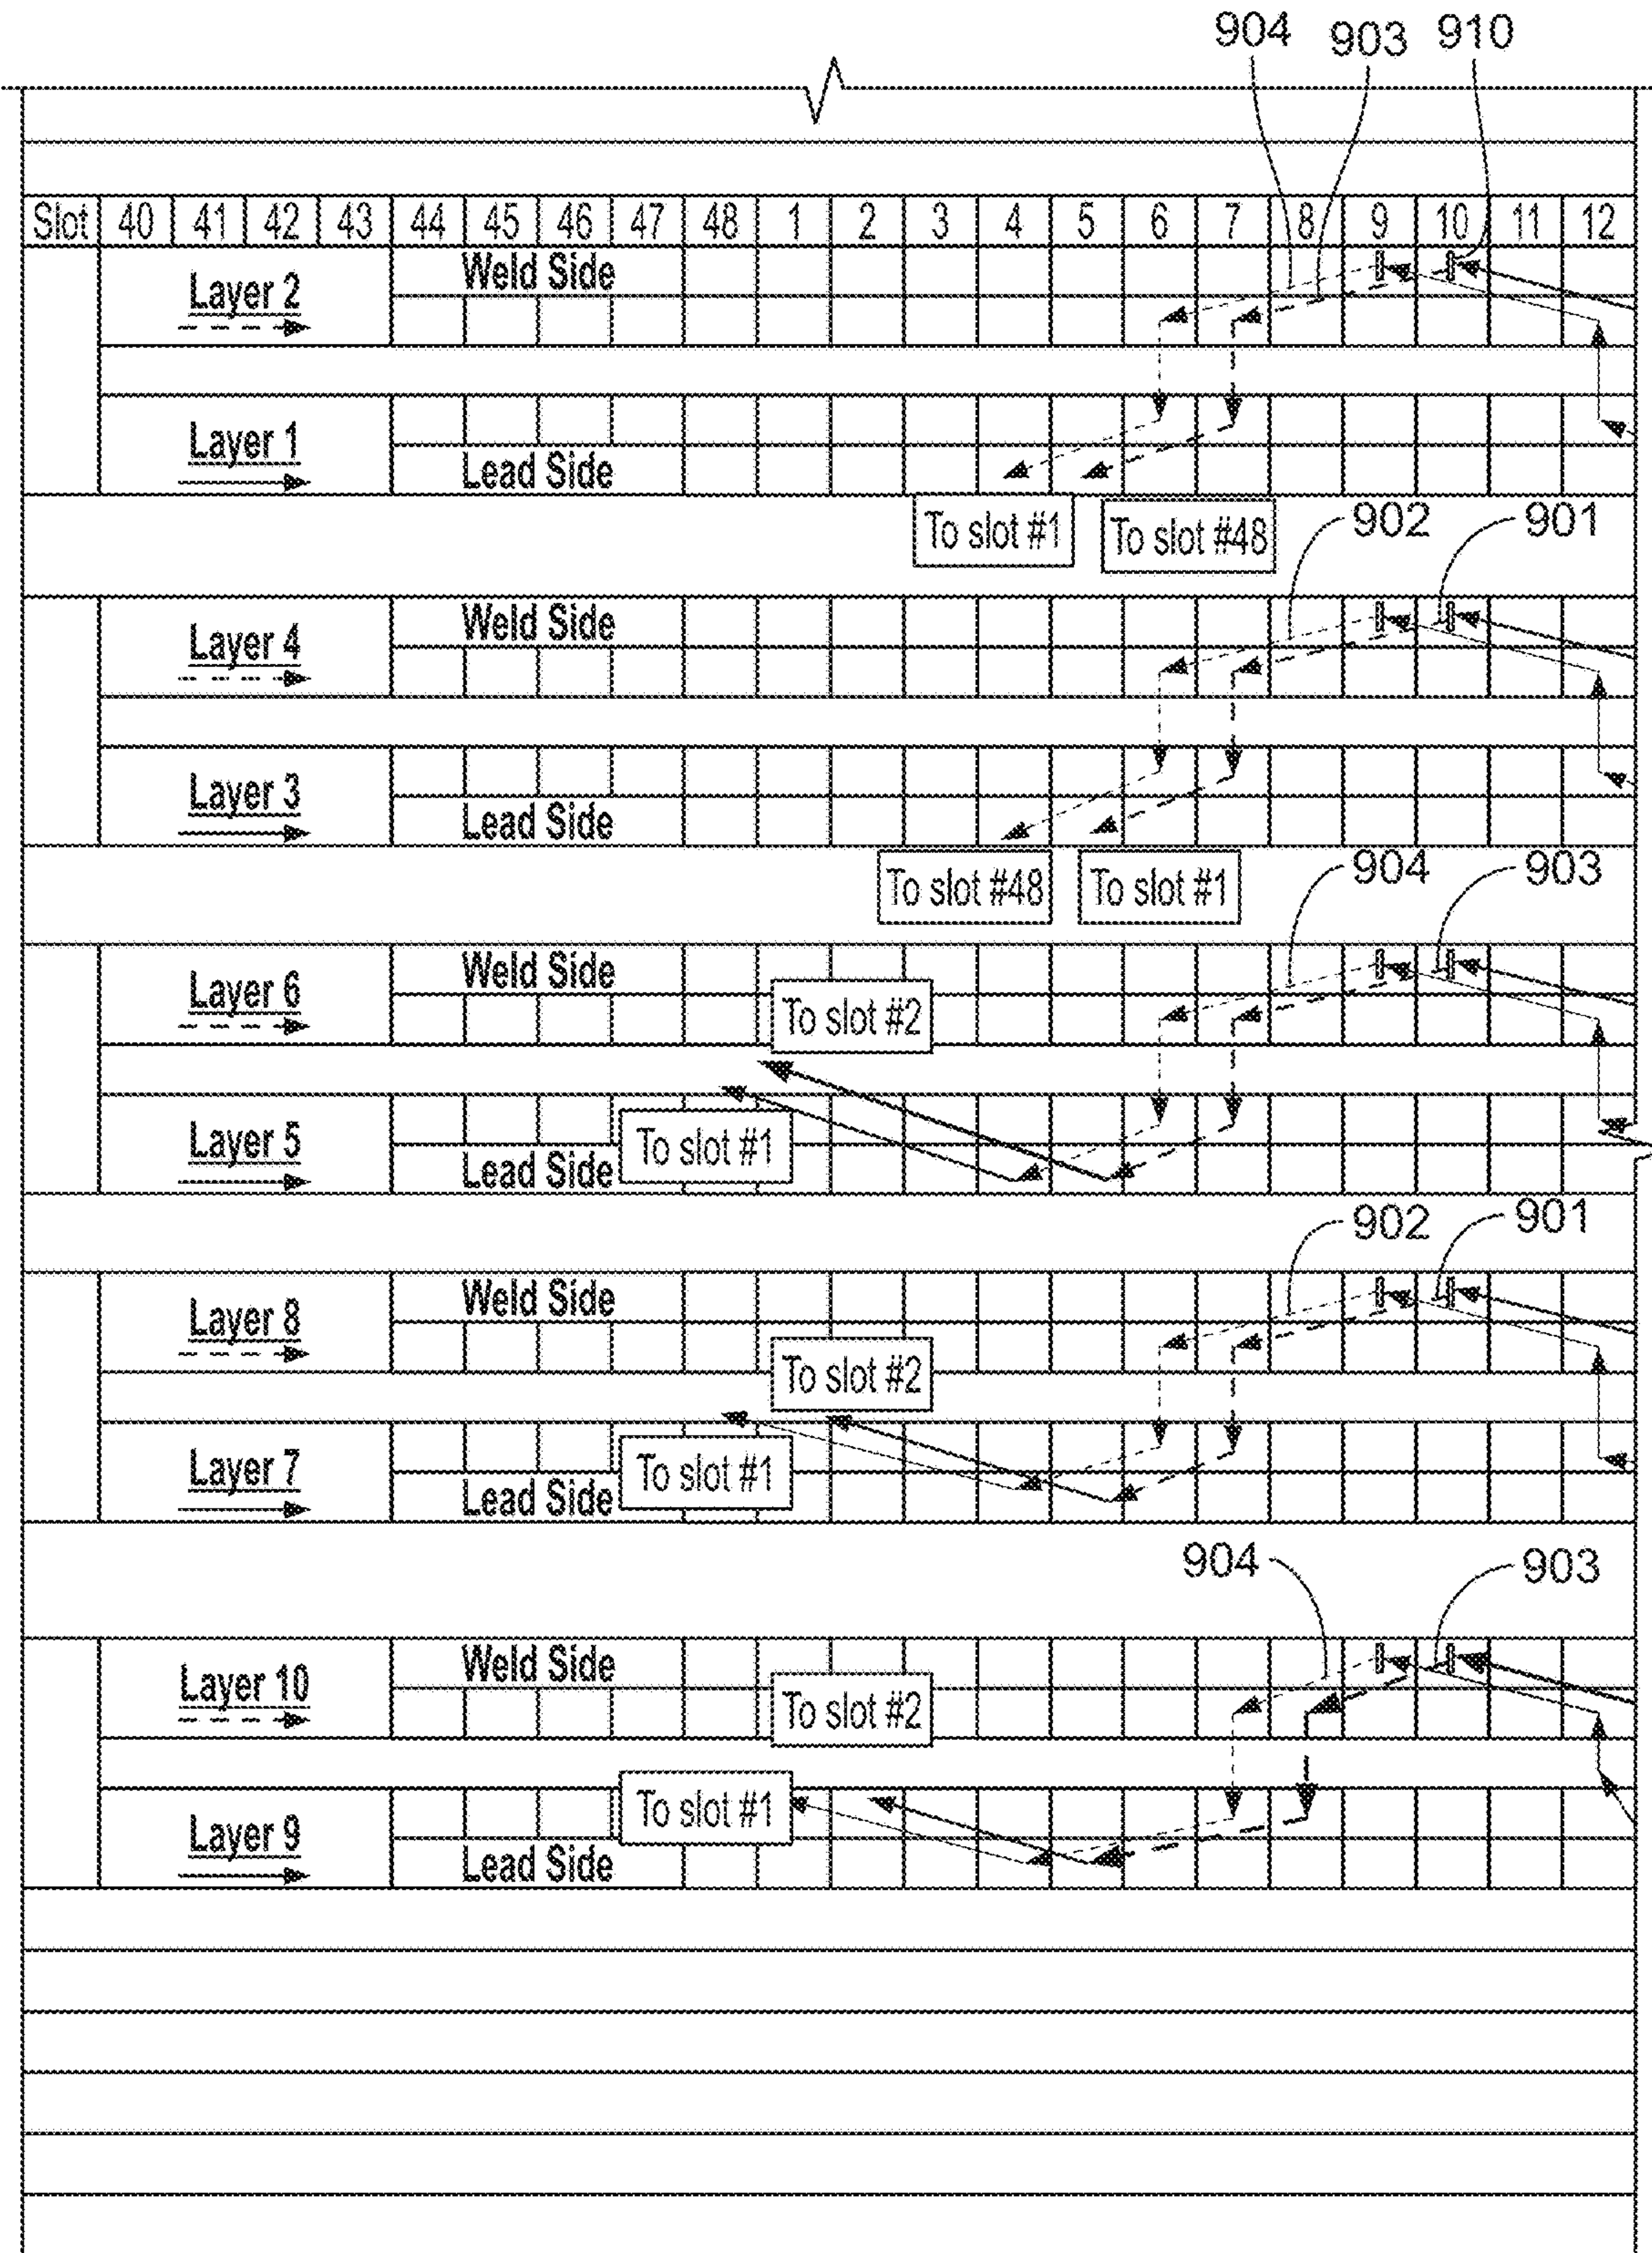 904 903 910
Slot 40 41 42 43 44 45 46 47 48 1 2 3 4 5 6 7 8 9 10 11 12
Layer 2 Weld Side
Layer 1 Lead Side
To slot #1 To slot #48 902 901
Layer 4 Weld Side
Layer 3 Lead Side
To slot #48 To slot #1 904 903
Layer 6 Weld Side
To slot #2
Layer 5 Lead Side To slot #1
902 901
Layer 8 Weld Side
To slot #2
Layer 7 Lead Side To slot #1
904 903
Layer 10 Weld Side
To slot #2
Layer 9 Lead Side To slot #1